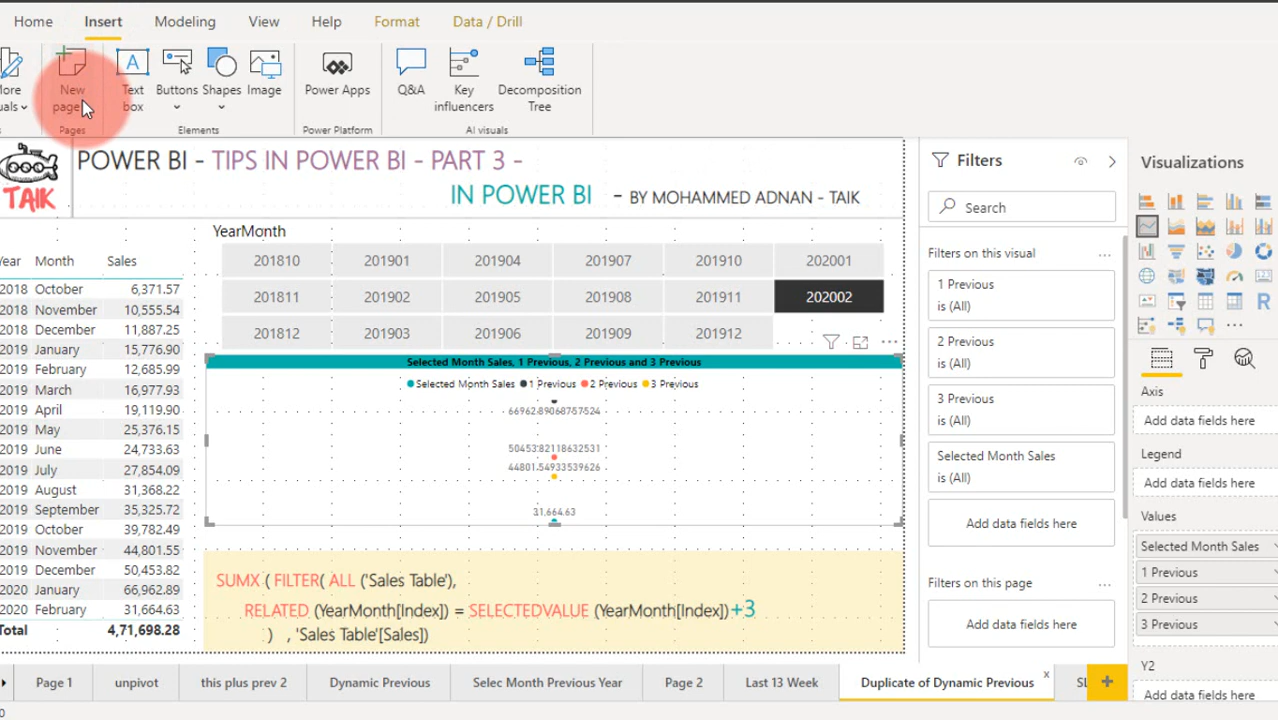 Home Insert Modeling View Help Format Data / Drill
More New Text Buttons Shapes Image Power Apps Q&A Key Decomposition
page box influencers Tree
Pages Elements Power Platform AI visuals
TAIK
POWER BI - TIPS IN POWER BI - PART 3 -
IN POWER BI - BY MOHAMMED ADNAN - TAIK
YearMonth
201810 201901 201904 201907 201910 202001
201811 201902 201905 201908 201911 202002
201812 201903 201906 201909 201912
Year Month Sales
2018 October 6,371.57
2018 November 10,555.54
2018 December 11,887.25
2019 January 15,776.90
2019 February 12,685.99
2019 March 16,977.93
2019 April 19,119.90
2019 May 25,376.15
2019 June 24,733.63
2019 July 27,854.09
2019 August 31,368.22
2019 September 35,325.72
2019 October 39,782.49
2019 November 44,801.55
2019 December 50,453.82
2020 January 66,962.89
2020 February 31,664.63
Total 4,71,698.28
Selected Month Sales, 1 Previous, 2 Previous and 3 Previous
Selected Month Sales 1 Previous 2 Previous 3 Previous
66962.89068757524
50453.82118632531
44801.54933539626
31,664.63
SUMX ( FILTER( ALL ('Sales Table'),
RELATED (YearMonth[Index]) = SELECTEDVALUE (YearMonth[Index])+3
) , 'Sales Table'[Sales])
Filters
Search
Filters on this visual ...
1 Previous
is (All)
2 Previous
is (All)
3 Previous
is (All)
Selected Month Sales
is (All)
Add data fields here
Filters on this page ...
Add data fields here
Visualizations
R
Axis
Add data fields here
Legend
Add data fields here
Values
Selected Month Sales
1 Previous
2 Previous
3 Previous
Y2
Add data fields here
Page 1 unpivot this plus prev 2 Dynamic Previous Selec Month Previous Year Page 2 Last 13 Week Duplicate of Dynamic Previous x +